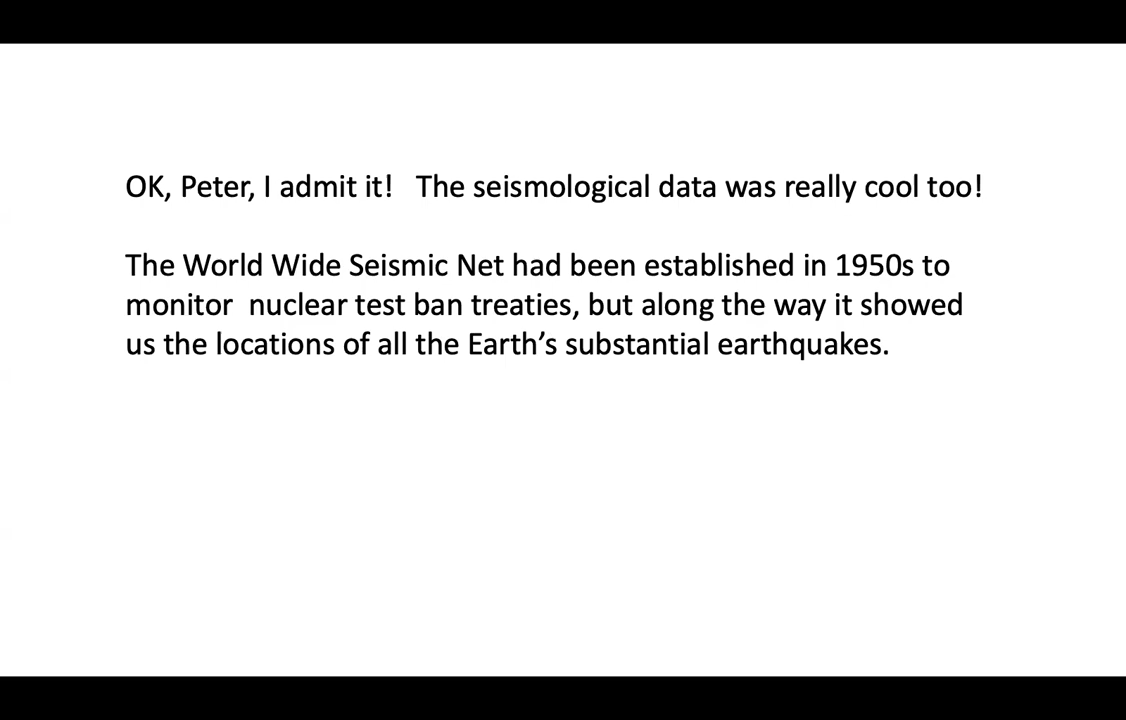 OK, Peter, I admit it!   The seismological data was really cool too!
The World Wide Seismic Net had been established in 1950s to
monitor  nuclear test ban treaties, but along the way it showed
us the locations of all the Earth’s substantial earthquakes.